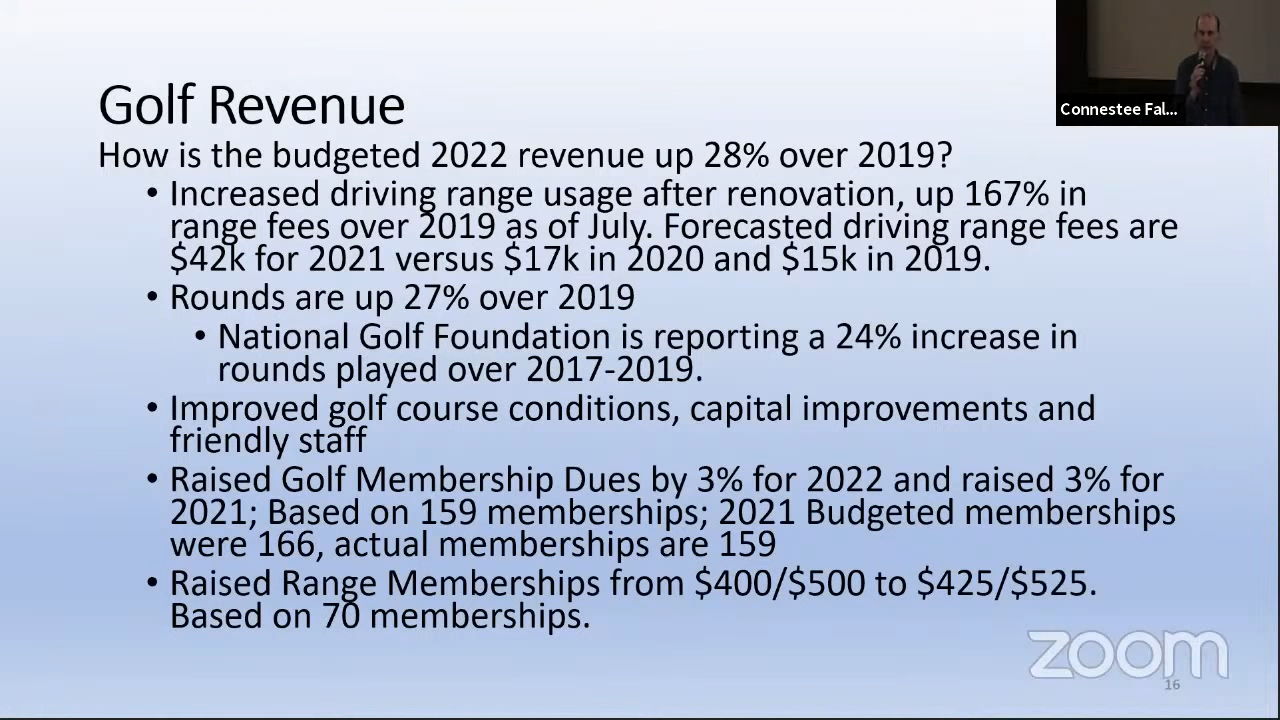 Golf Revenue
How is the budgeted 2022 revenue up 28% over 2019?
• Increased driving range usage after renovation, up 167% in
range fees over 2019 as of July. Forecasted driving range fees are
$42k for 2021 versus $17k in 2020 and $15k in 2019.
• Rounds are up 27% over 2019
• National Golf Foundation is reporting a 24% increase in
rounds played over 2017-2019.
• Improved golf course conditions, capital improvements and
friendly staff
• Raised Golf Membership Dues by 3% for 2022 and raised 3% for
2021; Based on 159 memberships; 2021 Budgeted memberships
were 166, actual memberships are 159
• Raised Range Memberships from $400/$500 to $425/$525.
Based on 70 memberships.
Connestee Fal...
zoom
16